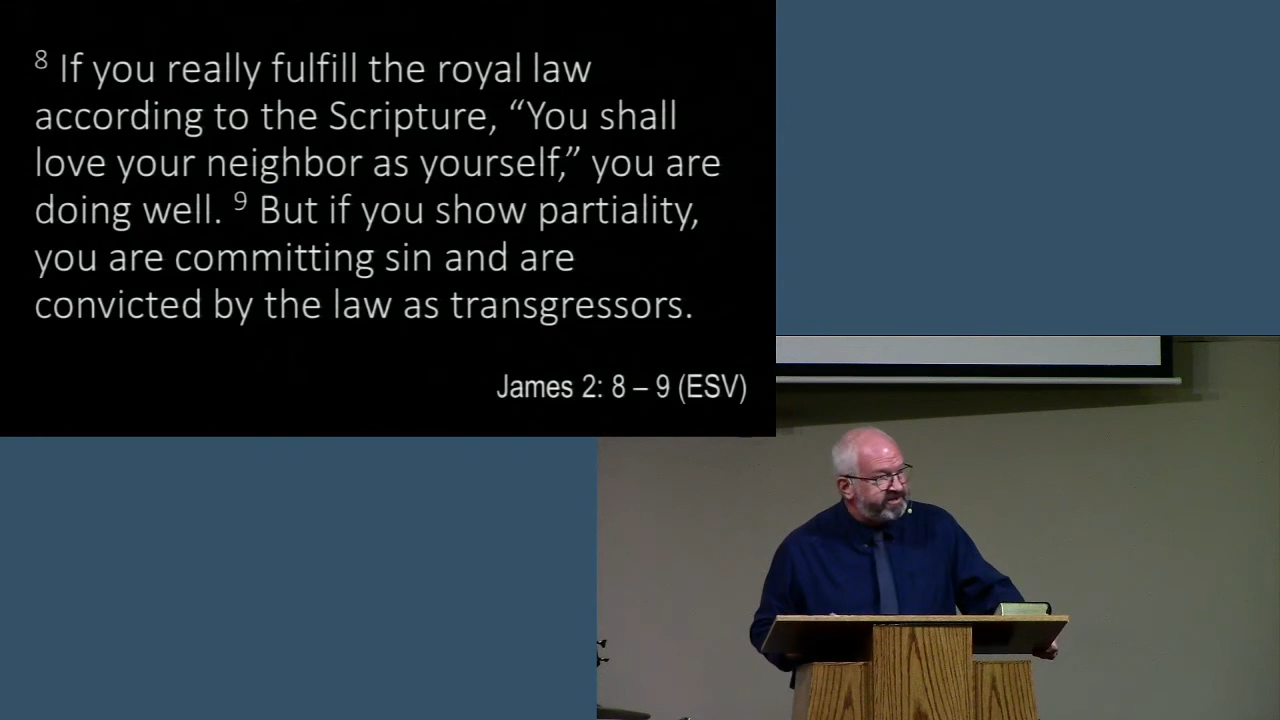 ⁸ If you really fulfill the royal law
according to the Scripture, “You shall
love your neighbor as yourself,” you are
doing well. ⁹ But if you show partiality,
you are committing sin and are
convicted by the law as transgressors.
James 2: 8 – 9 (ESV)